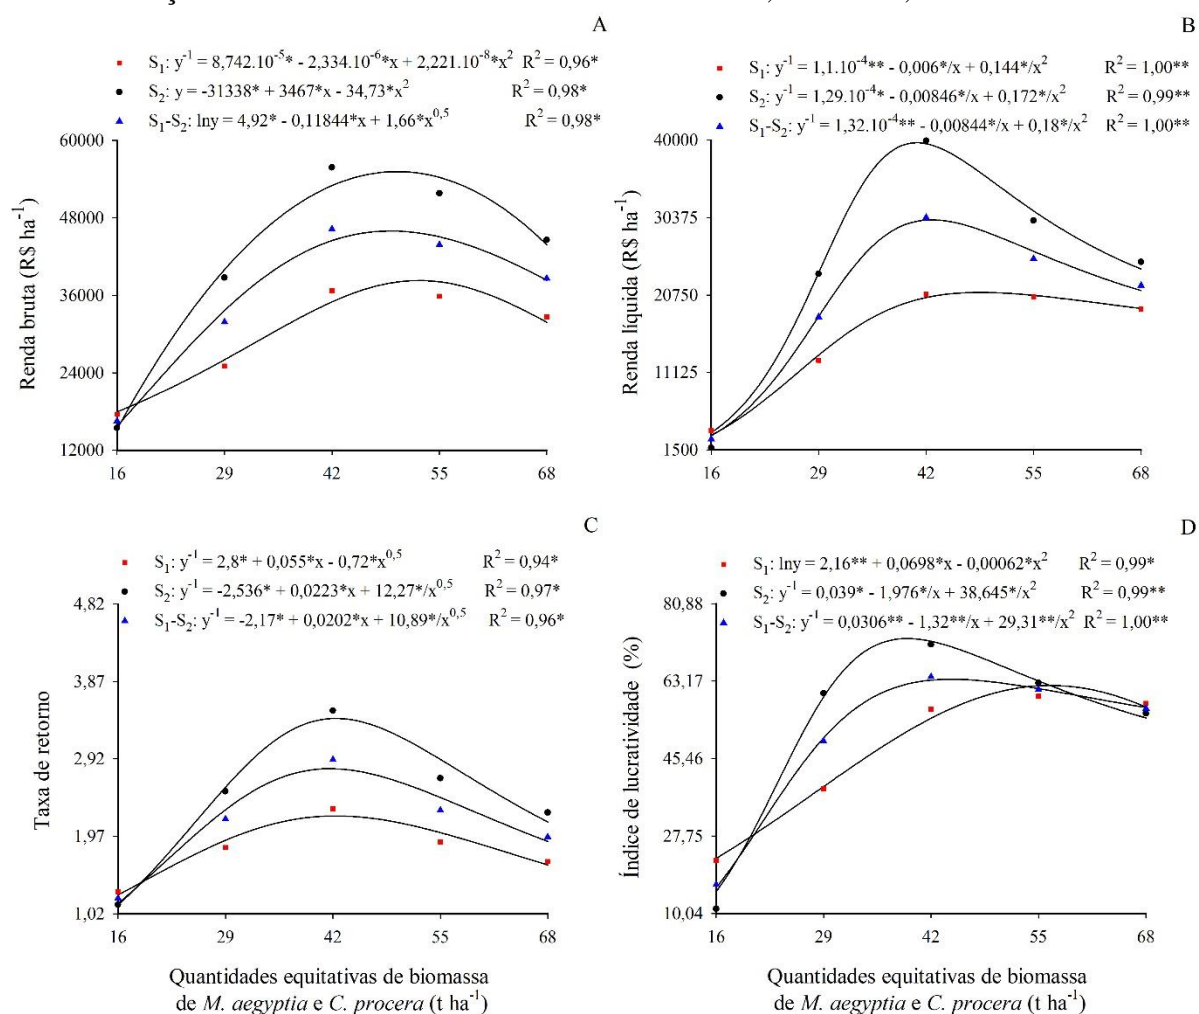 A
S₁: y⁻¹ = 8,742.10⁻⁵* - 2,334.10⁻⁶*x + 2,221.10⁻⁸*x² R² = 0,96*
S₂: y = -31338* + 3467*x - 34,73*x² R² = 0,98*
S₁-S₂: lny = 4,92* - 0,11844*x + 1,66*x⁰,⁵ R² = 0,98*
60000
48000
36000
24000
12000
Renda bruta (R$ ha⁻¹)
16 29 42 55 68
B
S₁: y⁻¹ = 1,1.10⁻⁴** - 0,006*/x + 0,144*/x² R² = 1,00**
S₂: y⁻¹ = 1,29.10⁻⁴* - 0,00846*/x + 0,172*/x² R² = 0,99**
S₁-S₂: y⁻¹ = 1,32.10⁻⁴** - 0,00844*/x + 0,18*/x² R² = 1,00**
40000
30375
20750
11125
1500
Renda líquida (R$ ha⁻¹)
16 29 42 55 68
C
S₁: y⁻¹ = 2,8* + 0,055*x - 0,72*x⁰,⁵ R² = 0,94*
S₂: y⁻¹ = -2,536* + 0,0223*x + 12,27*/x⁰,⁵ R² = 0,97*
S₁-S₂: y⁻¹ = -2,17* + 0,0202*x + 10,89*/x⁰,⁵ R² = 0,96*
4,82
3,87
2,92
1,97
1,02
Taxa de retorno
16 29 42 55 68
Quantidades equitativas de biomassa
de M. aegyptia e C. procera (t ha⁻¹)
D
S₁: lny = 2,16** + 0,0698*x - 0,00062*x² R² = 0,99*
S₂: y⁻¹ = 0,039* - 1,976*/x + 38,645*/x² R² = 0,99**
S₁-S₂: y⁻¹ = 0,0306** - 1,32**/x + 29,31**/x² R² = 1,00**
80,88
63,17
45,46
27,75
10,04
Índice de lucratividade (%)
16 29 42 55 68
Quantidades equitativas de biomassa
de M. aegyptia e C. procera (t ha⁻¹)